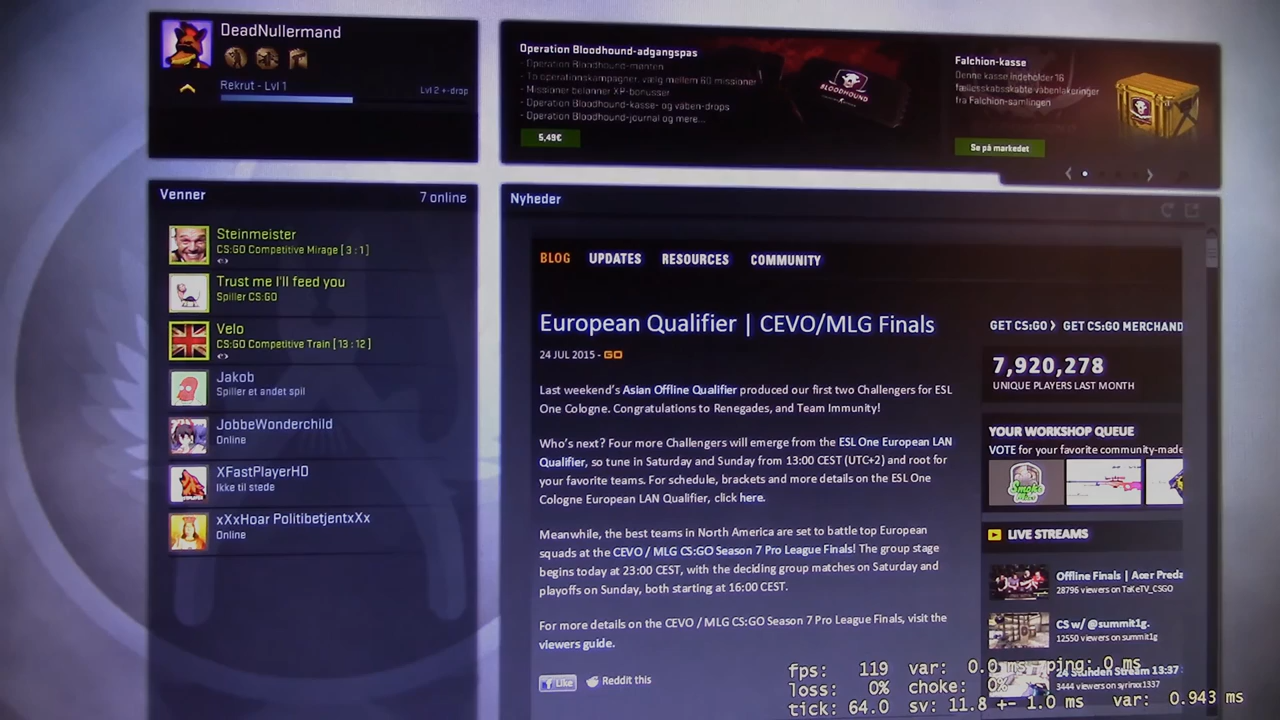 DeadNullermand
Rekrut - Lvl 1
Lvl 2 +-drop
Operation Bloodhound-adgangspas
- Operation Bloodhound-mønten
- To operationskampagner, vælg mellem 60 missioner
- Missioner belønner XP-bonusser
- Operation Bloodhound-kasse- og våben-drops
- Operation Bloodhound-journal og mere...
5,49€
BLOODHOUND
Falchion-kasse
Denne kasse indeholder 16
fællesskabsskabte våbenlakeringer
fra Falchion-samlingen
Se på markedet
Venner
7 online
Steinmeister
CS:GO Competitive Mirage [ 3 : 1 ]
Trust me I'll feed you
Spiller CS:GO
Velo
CS:GO Competitive Train [ 13 : 12 ]
Jakob
Spiller et andet spil
JobbeWonderchild
Online
XFastPlayerHD
Ikke til stede
xXxHoar PolitibetjentxXx
Online
Nyheder
BLOG UPDATES RESOURCES COMMUNITY
European Qualifier | CEVO/MLG Finals
24 JUL 2015 - GO
Last weekend's Asian Offline Qualifier produced our first two Challengers for ESL
One Cologne. Congratulations to Renegades, and Team Immunity!
Who's next? Four more Challengers will emerge from the ESL One European LAN
Qualifier, so tune in Saturday and Sunday from 13:00 CEST (UTC+2) and root for
your favorite teams. For schedule, brackets and more details on the ESL One
Cologne European LAN Qualifier, click here.
Meanwhile, the best teams in North America are set to battle top European
squads at the CEVO / MLG CS:GO Season 7 Pro League Finals! The group stage
begins today at 23:00 CEST, with the deciding group matches on Saturday and
playoffs on Sunday, both starting at 16:00 CEST.
For more details on the CEVO / MLG CS:GO Season 7 Pro League Finals, visit the
viewers guide.
Like
Reddit this
GET CS:GO GET CS:GO MERCHAND
7,920,278
UNIQUE PLAYERS LAST MONTH
YOUR WORKSHOP QUEUE
VOTE for your favorite community-made
LIVE STREAMS
Offline Finals | Acer Preda
28796 viewers on TaKeTV_CSGO
CS w/ @summit1g.
12550 viewers on summit1g
24 Stunden Stream 13:37
3444 viewers on syrinxx1337
fps: 119 var: 0.0 ms ping: 0 ms
loss: 0% choke: 0%
tick: 64.0 sv: 11.8 +- 1.0 ms var: 0.943 ms